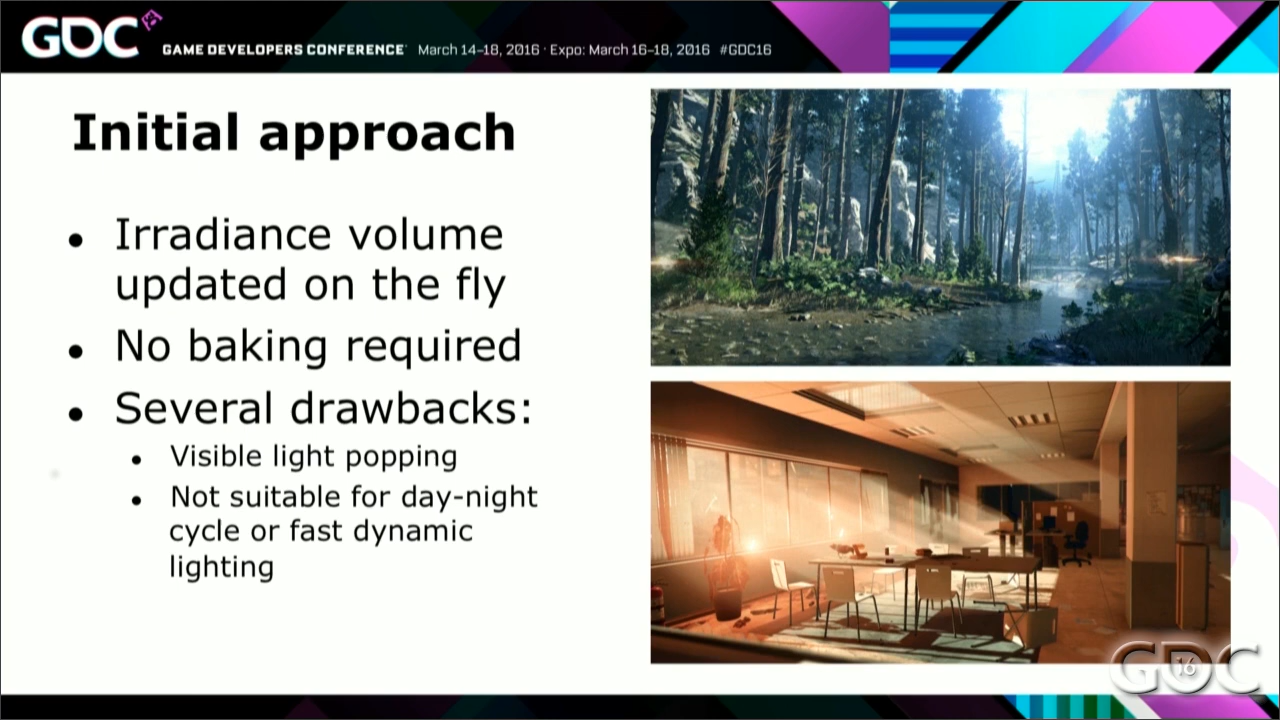 GDC
GAME DEVELOPERS CONFERENCE March 14–18, 2016 · Expo: March 16–18, 2016 #GDC16
Initial approach
• Irradiance volume
updated on the fly
• No baking required
• Several drawbacks:
• Visible light popping
• Not suitable for day-night
cycle or fast dynamic
lighting
GDC
16